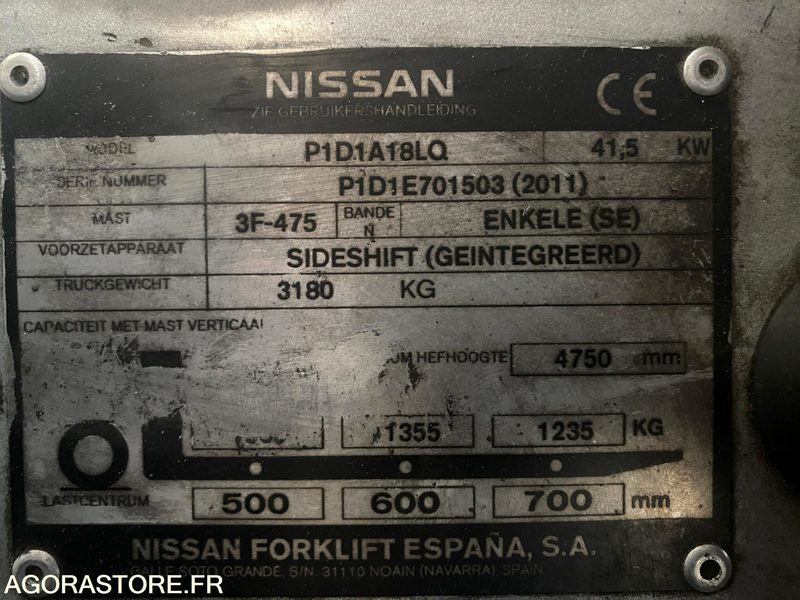 NISSAN
ZIE GEBRUIKERSHANDLEIDING
CE
MODEL P1D1A18LQ 41,5 KW
SERIE NUMMER P1D1E701503 (2011)
MAST 3F-475 BANDE N ENKELE (SE)
VOORZETAPPARAAT SIDESHIFT (GEINTEGREERD)
TRUCKGEWICHT 3180 KG
CAPACITEIT MET MAST VERTICAAL
UM HEFHOOGTE 4750 mm
1355 1235 KG
LASTCENTRUM 500 600 700 mm
NISSAN FORKLIFT ESPAÑA, S.A.
CALLE SOTO GRANDE, S/N. 31110 NOAIN (NAVARRA) SPAIN
AGORASTORE.FR